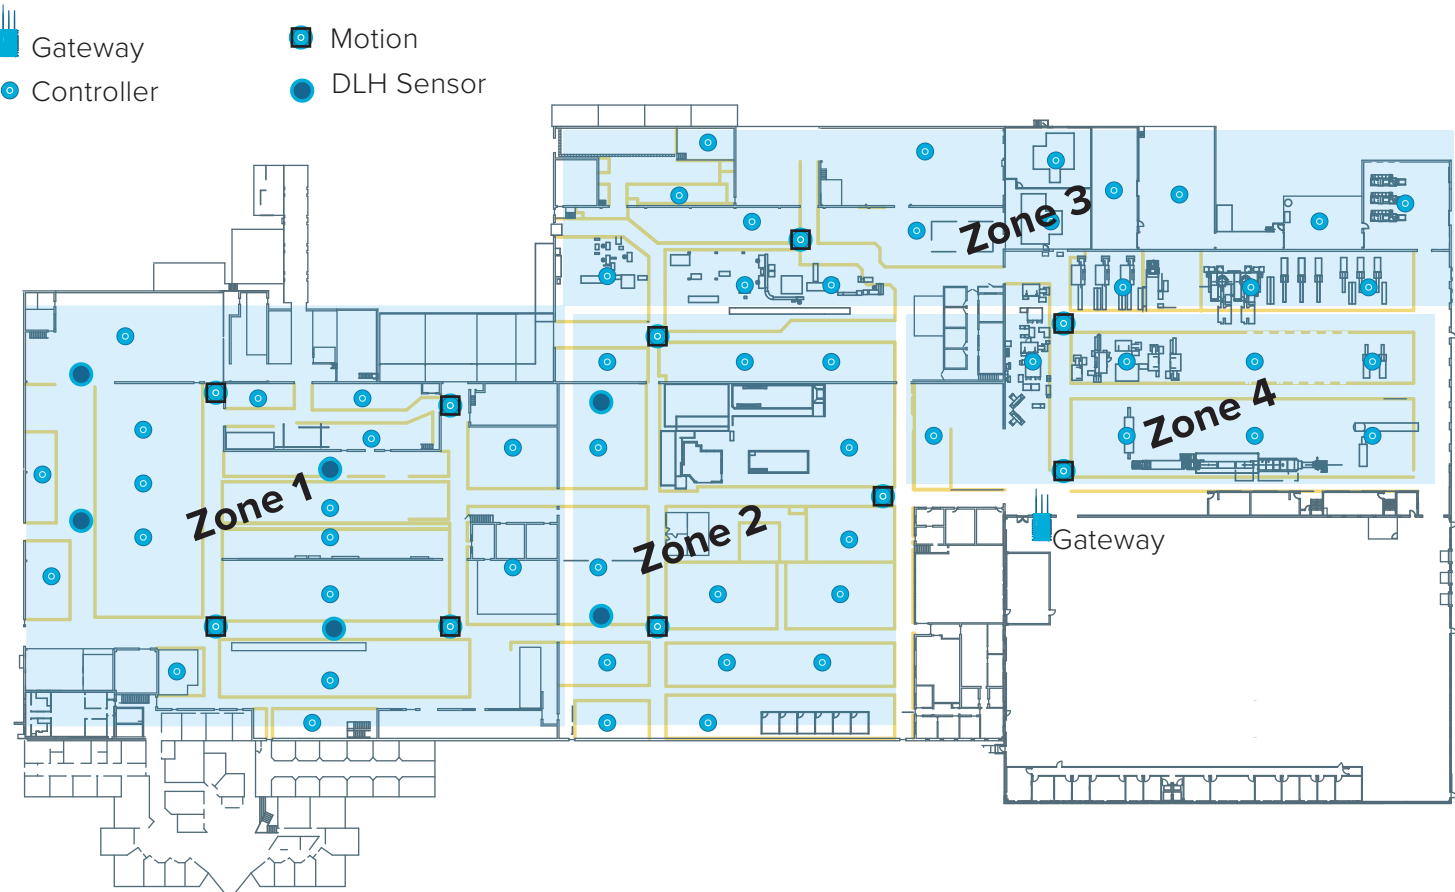 Gateway
Motion
Controller
DLH Sensor
Zone 3
Zone 4
Zone 1
Zone 2
Gateway